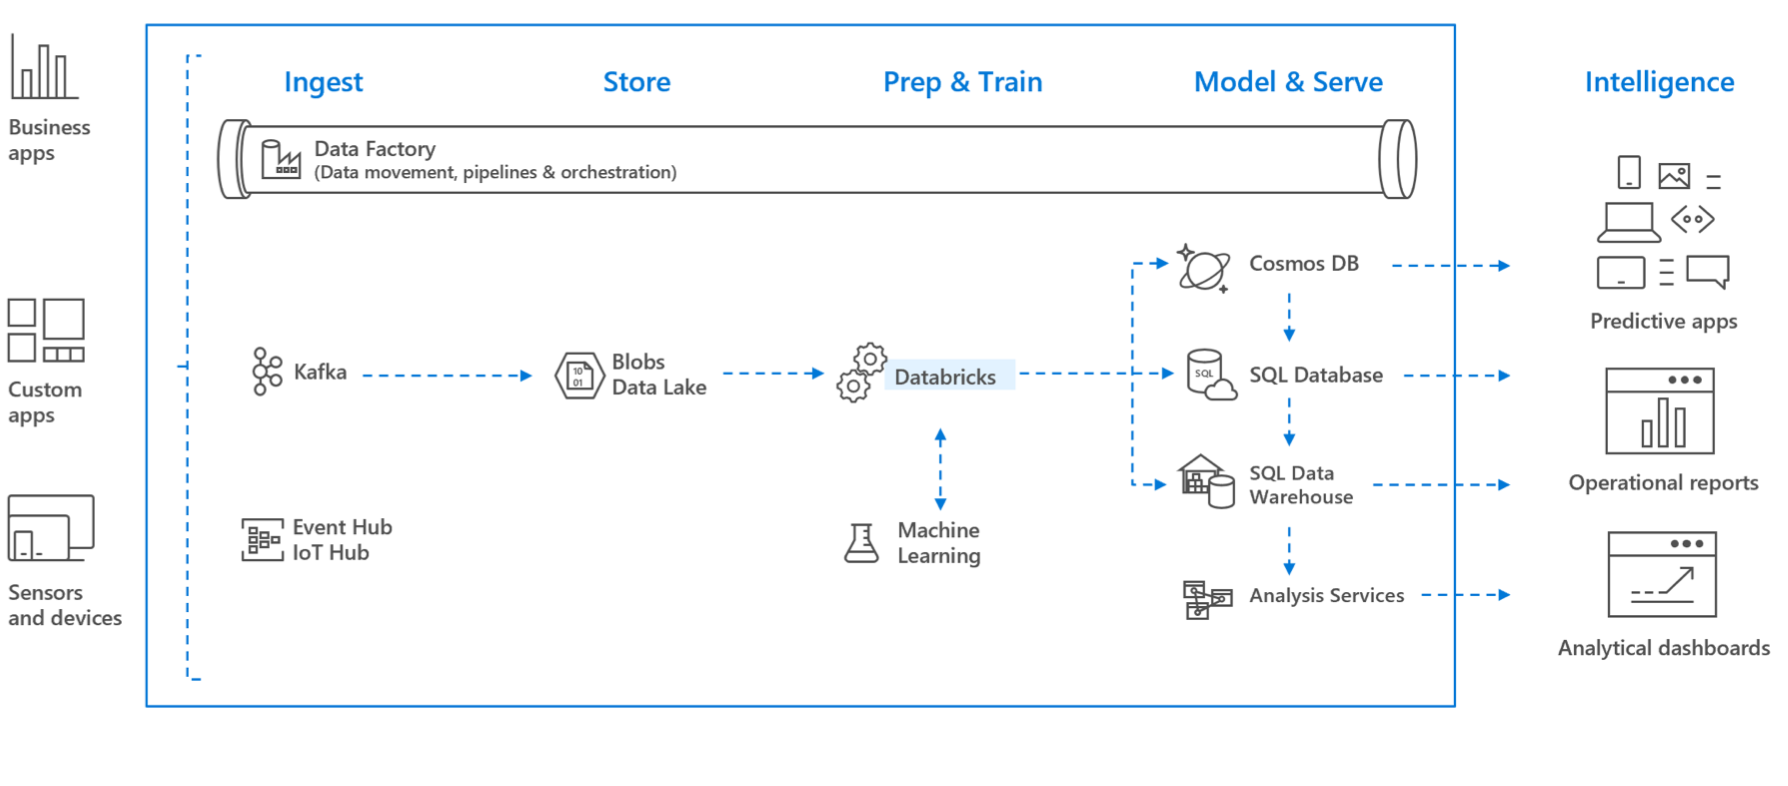 Ingest
Store
Prep & Train
Model & Serve
Intelligence
Business
apps
Data Factory
(Data movement, pipelines & orchestration)
Custom
apps
Sensors
and devices
Kafka
Event Hub
IoT Hub
10
01
Blobs
Data Lake
Databricks
Machine
Learning
Cosmos DB
SQL
SQL Database
SQL Data
Warehouse
Analysis Services
Predictive apps
Operational reports
Analytical dashboards